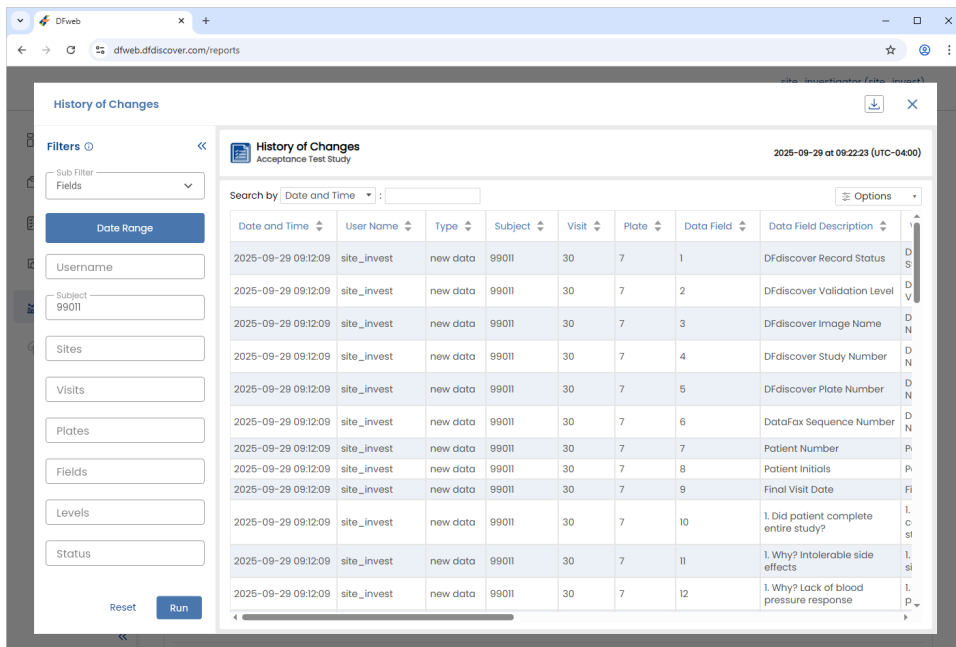 DFweb
dfweb.dfdiscover.com/reports
site_investigator (site_invest)
History of Changes
Filters
Sub Filter
Fields
Date Range
Username
Subject
99011
Sites
Visits
Plates
Fields
Levels
Status
Reset Run
History of Changes
Acceptance Test Study
2025-09-29 at 09:22:23 (UTC-04:00)
Search by Date and Time :
Options
Date and Time User Name Type Subject Visit Plate Data Field Data Field Description
2025-09-29 09:12:09 site_invest new data 99011 30 7 1 DFdiscover Record Status
2025-09-29 09:12:09 site_invest new data 99011 30 7 2 DFdiscover Validation Level
2025-09-29 09:12:09 site_invest new data 99011 30 7 3 DFdiscover Image Name
2025-09-29 09:12:09 site_invest new data 99011 30 7 4 DFdiscover Study Number
2025-09-29 09:12:09 site_invest new data 99011 30 7 5 DFdiscover Plate Number
2025-09-29 09:12:09 site_invest new data 99011 30 7 6 DataFax Sequence Number
2025-09-29 09:12:09 site_invest new data 99011 30 7 7 Patient Number
2025-09-29 09:12:09 site_invest new data 99011 30 7 8 Patient Initials
2025-09-29 09:12:09 site_invest new data 99011 30 7 9 Final Visit Date
2025-09-29 09:12:09 site_invest new data 99011 30 7 10 1. Did patient complete
entire study?
2025-09-29 09:12:09 site_invest new data 99011 30 7 11 1. Why? Intolerable side
effects
2025-09-29 09:12:09 site_invest new data 99011 30 7 12 1. Why? Lack of blood
pressure response